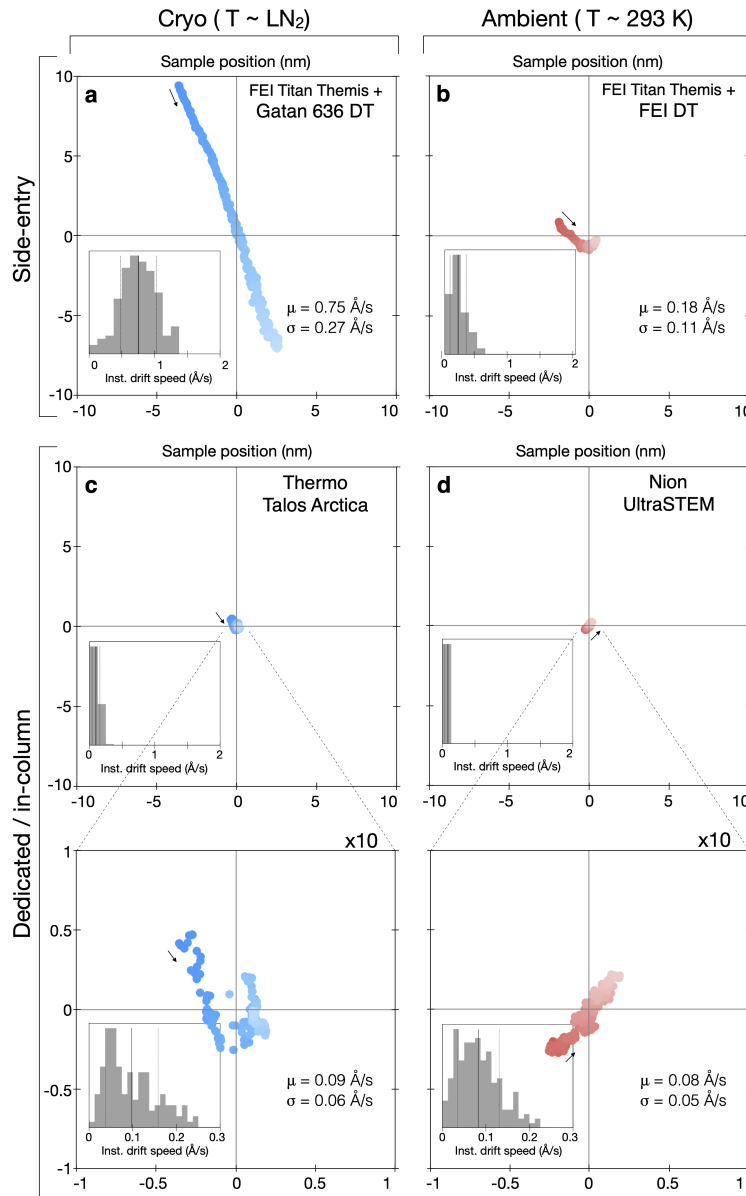 Cryo ( T ~ LN₂)
Ambient (T ~ 293 K)
Side-entry
Sample position (nm)
a
FEI Titan Themis +
Gatan 636 DT
10
5
0
-5
-10
-10 -5 0 5 10
μ = 0.75 Å/s
σ = 0.27 Å/s
0 1 2
Inst. drift speed (Å/s)
Sample position (nm)
b
FEI Titan Themis +
FEI DT
μ = 0.18 Å/s
σ = 0.11 Å/s
0 1 2
Inst. drift speed (Å/s)
-10 -5 0 5 10
Dedicated / in-column
Sample position (nm)
c
Thermo
Talos Arctica
10
5
0
-5
-10
0 1 2
Inst. drift speed (Å/s)
-10 -5 0 5 10
Sample position (nm)
d
Nion
UltraSTEM
0 1 2
Inst. drift speed (Å/s)
-10 -5 0 5 10
x10
1
0.5
0
-0.5
-1
μ = 0.09 Å/s
σ = 0.06 Å/s
0 0.1 0.2 0.3
Inst. drift speed (Å/s)
-1 -0.5 0 0.5 1
x10
μ = 0.08 Å/s
σ = 0.05 Å/s
0 0.1 0.2 0.3
Inst. drift speed (Å/s)
-1 -0.5 0 0.5 1